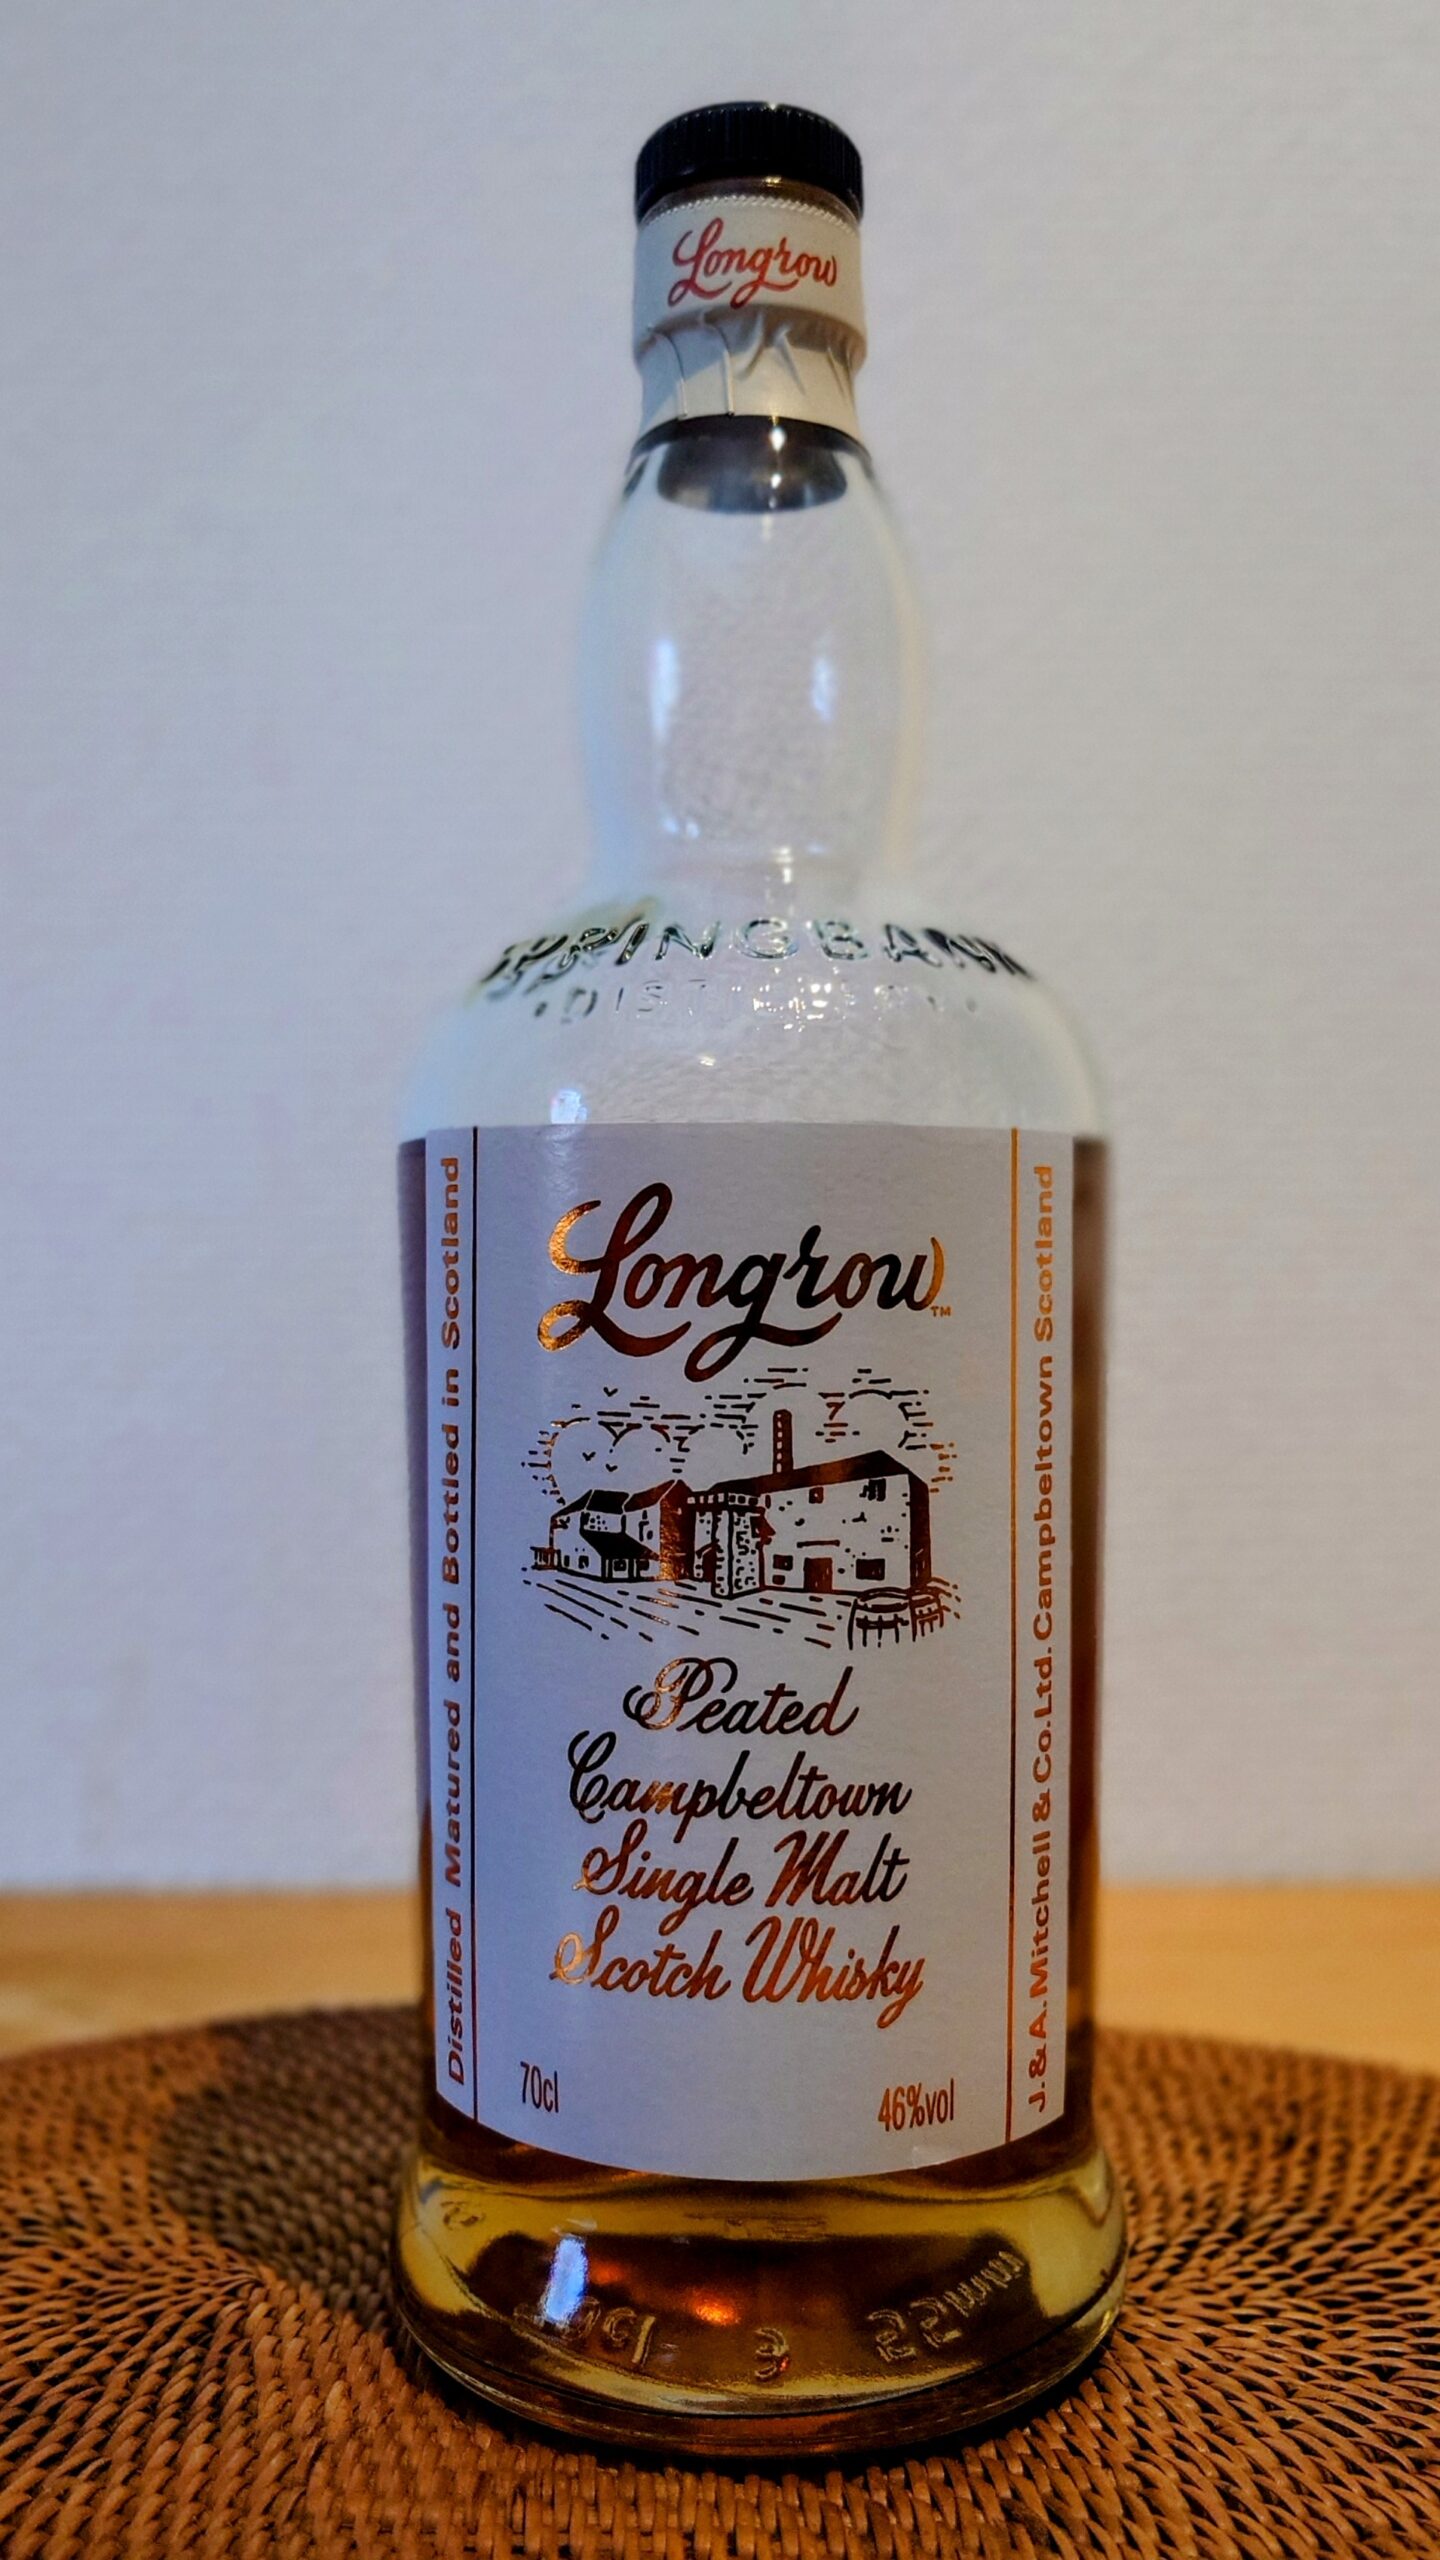 Longrow
SPRINGBANK
DISTILLERY
Longrow™
Peated
Campbeltown
Single Malt
Scotch Whisky
70cl
46%vol
Distilled Matured and Bottled in Scotland
J.&A.Mitchell & Co.Ltd. Campbeltown Scotland